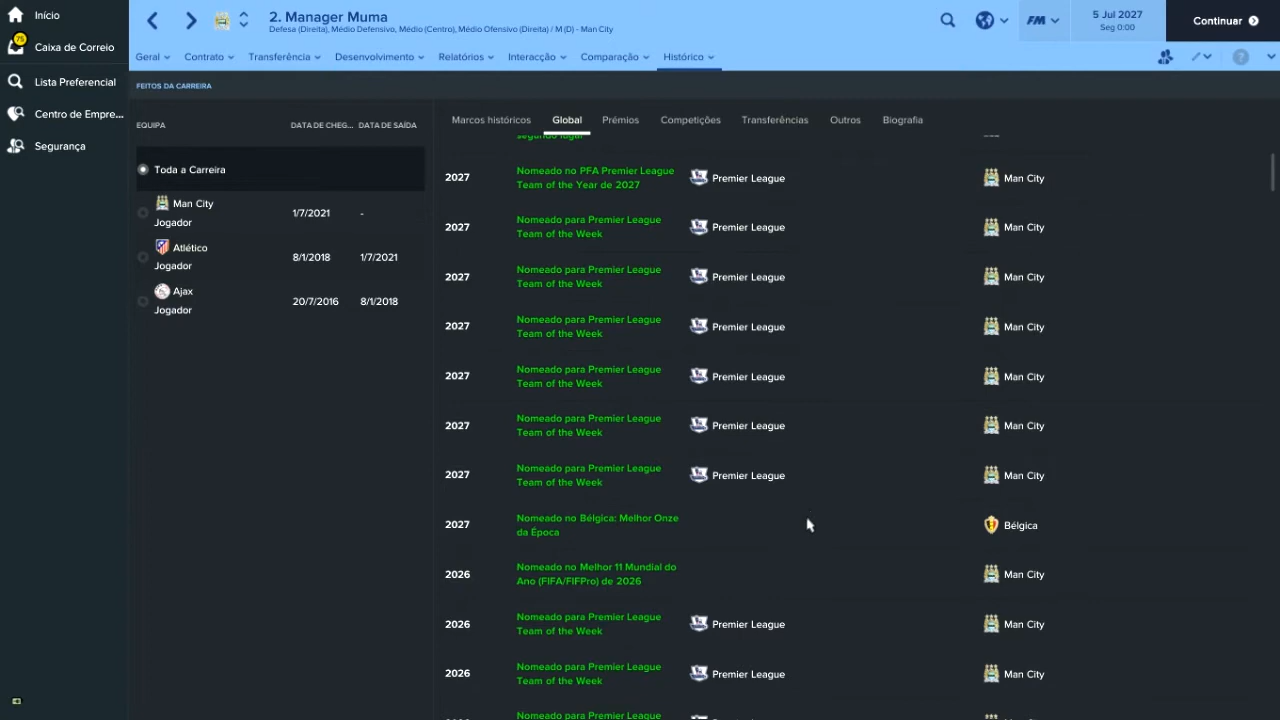 Início
2. Manager Muma
Defesa (Direita), Médio Defensivo, Médio (Centro), Médio Ofensivo (Direita) / M (D) - Man City
FM
5 Jul 2027
Seg 0:00
Continuar
75
Caixa de Correio
Geral
Contrato
Transferência
Desenvolvimento
Relatórios
Interacção
Comparação
Histórico
Lista Preferencial
Centro de Empre...
Segurança
FEITOS DA CARREIRA
EQUIPA
DATA DE CHEG...
DATA DE SAÍDA
Toda a Carreira
Man City
Jogador
1/7/2021
-
Atlético
Jogador
8/1/2018
1/7/2021
Ajax
Jogador
20/7/2016
8/1/2018
Marcos históricos
Global
Prémios
Competições
Transferências
Outros
Biografia
segundo lugar
2027
Nomeado no PFA Premier League
Team of the Year de 2027
Premier League
Man City
2027
Nomeado para Premier League
Team of the Week
Premier League
Man City
2027
Nomeado para Premier League
Team of the Week
Premier League
Man City
2027
Nomeado para Premier League
Team of the Week
Premier League
Man City
2027
Nomeado para Premier League
Team of the Week
Premier League
Man City
2027
Nomeado para Premier League
Team of the Week
Premier League
Man City
2027
Nomeado para Premier League
Team of the Week
Premier League
Man City
2027
Nomeado no Bélgica: Melhor Onze
da Época
Bélgica
2026
Nomeado no Melhor 11 Mundial do
Ano (FIFA/FIFPro) de 2026
Man City
2026
Nomeado para Premier League
Team of the Week
Premier League
Man City
2026
Nomeado para Premier League
Team of the Week
Premier League
Man City
Nomeado para Premier League